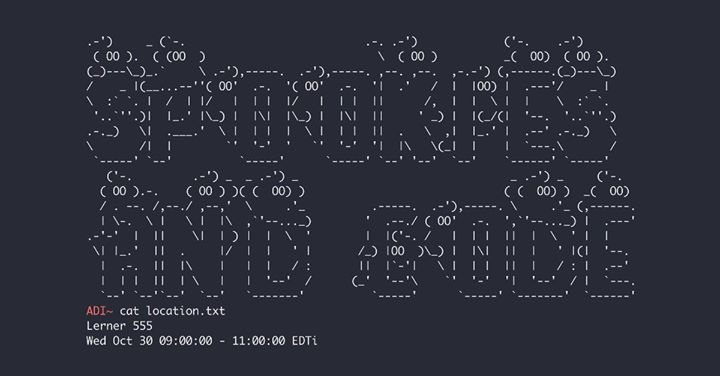 SPOOKIES
AND CODE
ADI~ cat location.txt
Lerner 555
Wed Oct 30 09:00:00 - 11:00:00 EDTi